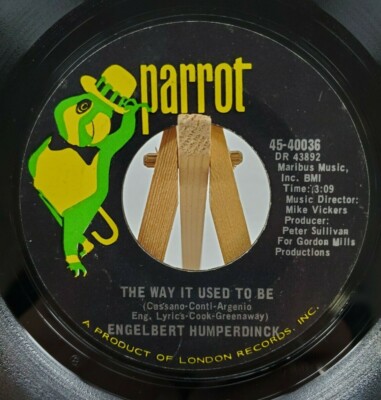 parrot
45-40036
DR 43892
Maribus Music,
Inc. BMI
Time: 3:09
Music Director:
Mike Vickers
Producer:
Peter Sullivan
For Gordon Mills
Productions
THE WAY IT USED TO BE
(Cassano-Conti-Argenio
Eng. Lyrics-Cook-Greenaway)
ENGELBERT HUMPERDINCK
A PRODUCT OF LONDON RECORDS, INC.